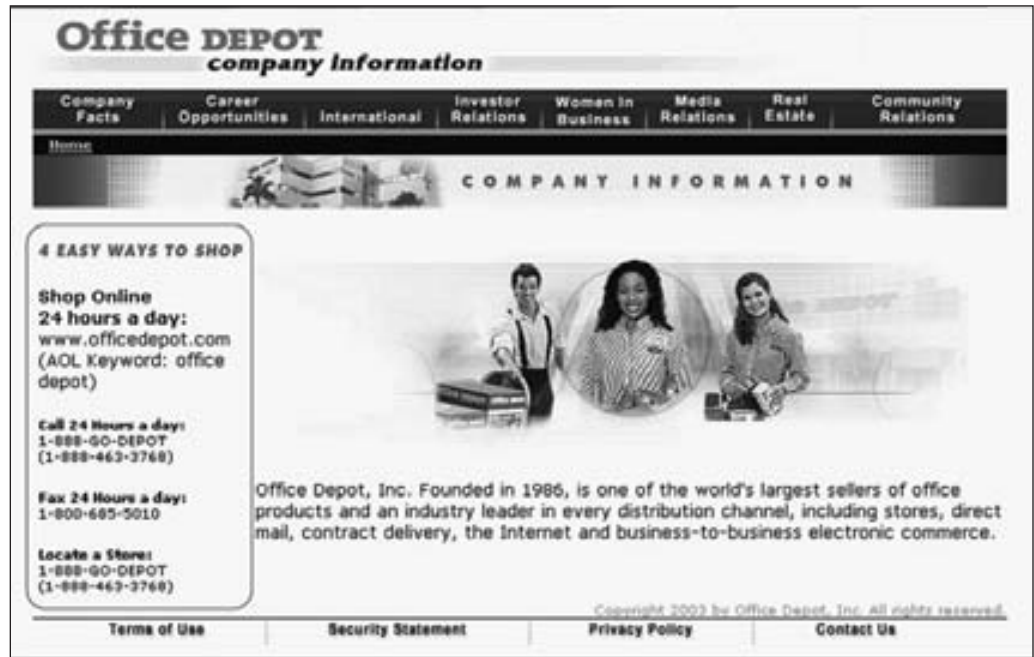 Office DEPOT
company information
Company Facts
Career Opportunities
International
Investor Relations
Women in Business
Media Relations
Real Estate
Community Relations
Home
COMPANY INFORMATION
4 EASY WAYS TO SHOP
Shop Online
24 hours a day:
www.officedepot.com
(AOL Keyword: office
depot)
Call 24 Hours a day:
1-888-GO-DEPOT
(1-888-463-3768)
Fax 24 Hours a day:
1-800-685-5010
Locate a Store:
1-888-GO-DEPOT
(1-888-463-3768)
Office Depot, Inc. Founded in 1986, is one of the world's largest sellers of office
products and an industry leader in every distribution channel, including stores, direct
mail, contract delivery, the Internet and business-to-business electronic commerce.
Copyright 2003 by Office Depot, Inc. All rights reserved.
Terms of Use
Security Statement
Privacy Policy
Contact Us